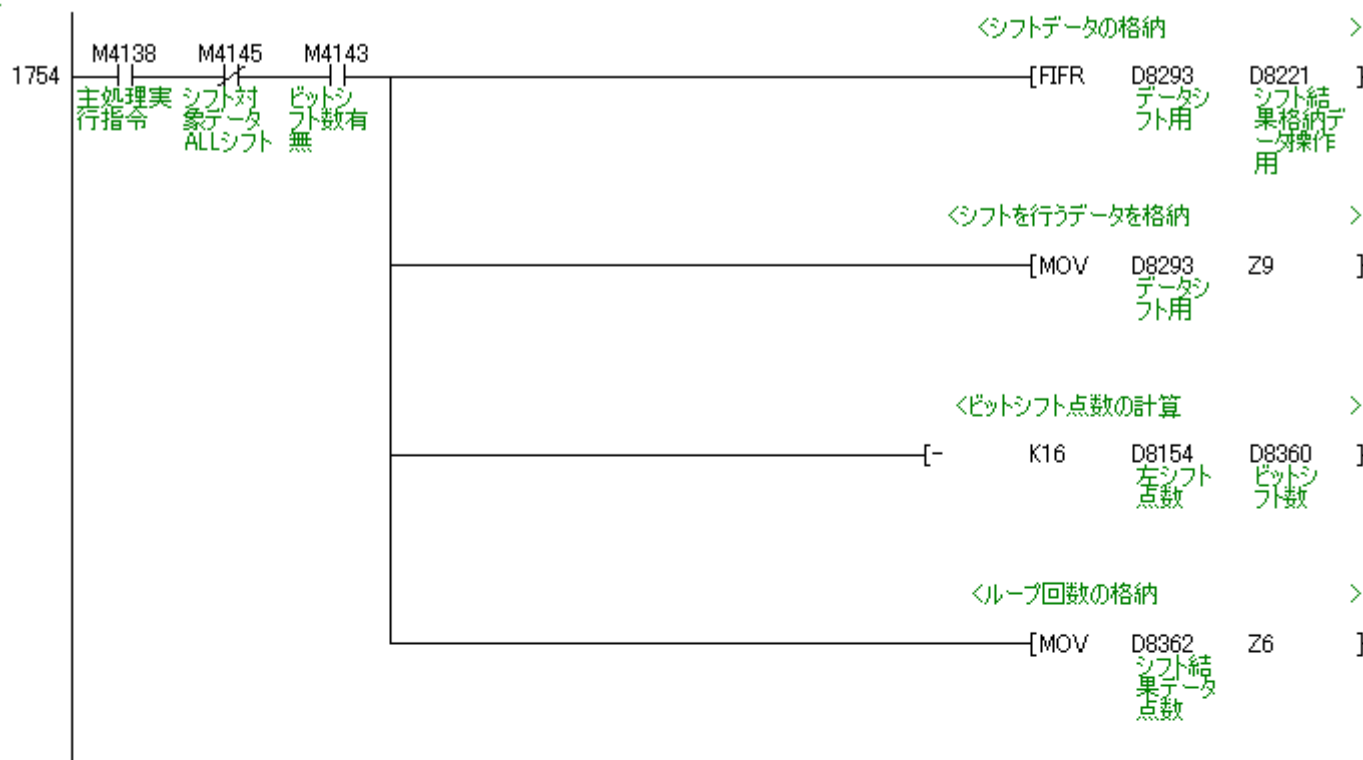 <シフトデータの格納 >
M4138 M4145 M4143
1754 [FIFR D8293 D8221 ]
主処理実
行指令
シフト対
象データ
ALLシフト
ビットシ
フト数有
無
データシ
フト用
シフト結
果格納デ
ータ操作
用
<シフトを行うデータを格納 >
[MOV D8293 Z9 ]
データシ
フト用
<ビットシフト点数の計算 >
[- K16 D8154 D8360 ]
左シフト
点数
ビットシ
フト数
<ループ回数の格納 >
[MOV D8362 Z6 ]
シフト結
果データ
点数